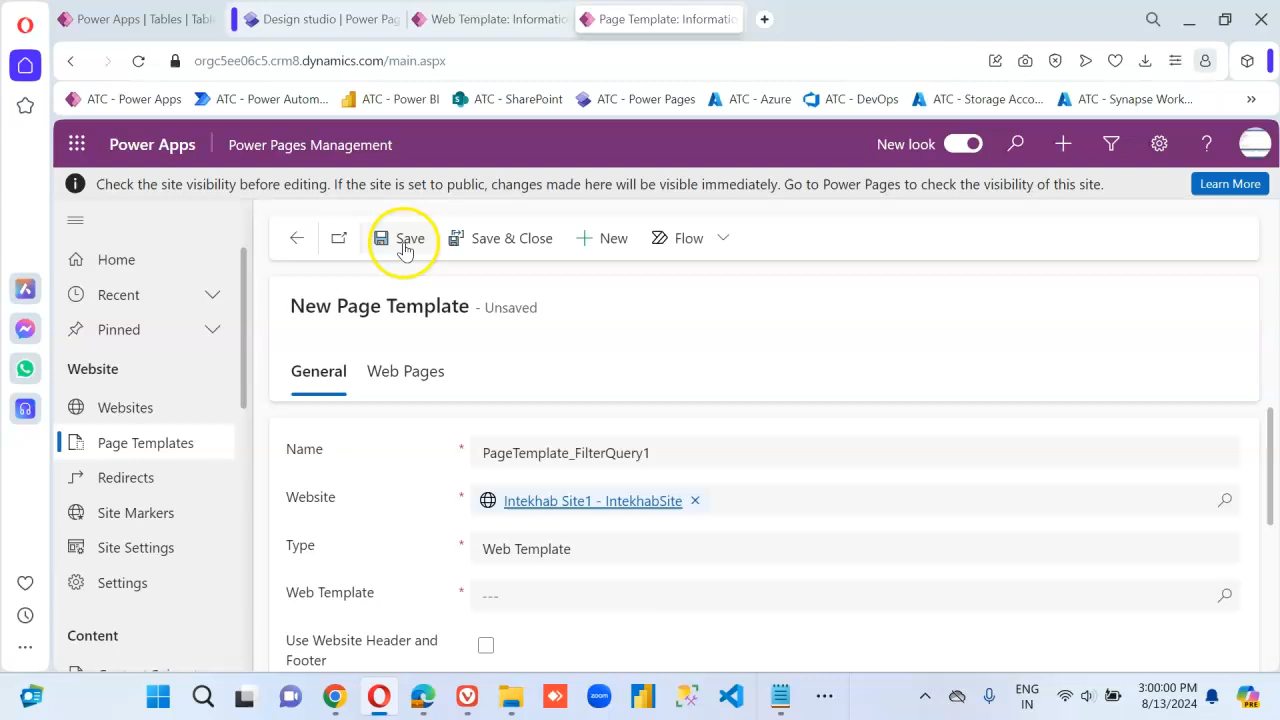 Power Apps | Tables | Tabl
Design studio | Power Pag
Web Template: Informatio
Page Template: Informatio
orgc5ee06c5.crm8.dynamics.com/main.aspx
ATC - Power Apps
ATC - Power Autom...
ATC - Power BI
ATC - SharePoint
ATC - Power Pages
ATC - Azure
ATC - DevOps
ATC - Storage Acco...
ATC - Synapse Work...
Power Apps
Power Pages Management
New look
Check the site visibility before editing. If the site is set to public, changes made here will be visible immediately. Go to Power Pages to check the visibility of this site.
Learn More
Save
Save & Close
New
Flow
Home
Recent
Pinned
Website
Websites
Page Templates
Redirects
Site Markers
Site Settings
Settings
Content
New Page Template - Unsaved
General
Web Pages
Name * PageTemplate_FilterQuery1
Website * Intekhab Site1 - IntekhabSite
Type * Web Template
Web Template * ---
Use Website Header and
Footer
ENG
IN
3:00:00 PM
8/13/2024